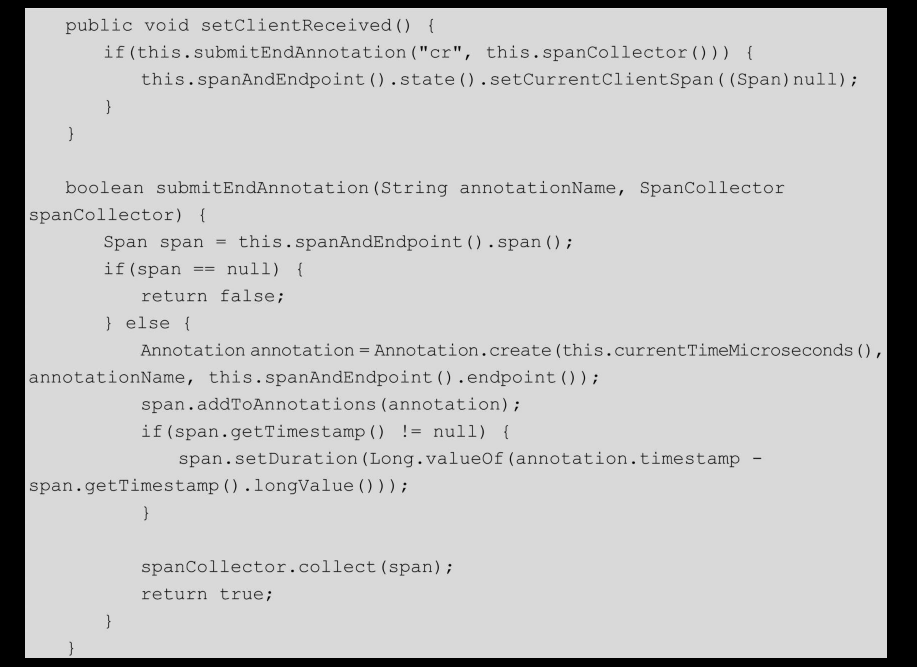 public void setClientReceived() {
if(this.submitEndAnnotation("cr", this.spanCollector())) {
this.spanAndEndpoint().state().setCurrentClientSpan((Span)null);
}
}
boolean submitEndAnnotation(String annotationName, SpanCollector
spanCollector) {
Span span = this.spanAndEndpoint().span();
if(span == null) {
return false;
} else {
Annotation annotation = Annotation.create(this.currentTimeMicroseconds(),
annotationName, this.spanAndEndpoint().endpoint());
span.addToAnnotations(annotation);
if(span.getTimestamp() != null) {
span.setDuration(Long.valueOf(annotation.timestamp -
span.getTimestamp().longValue()));
}
spanCollector.collect(span);
return true;
}
}